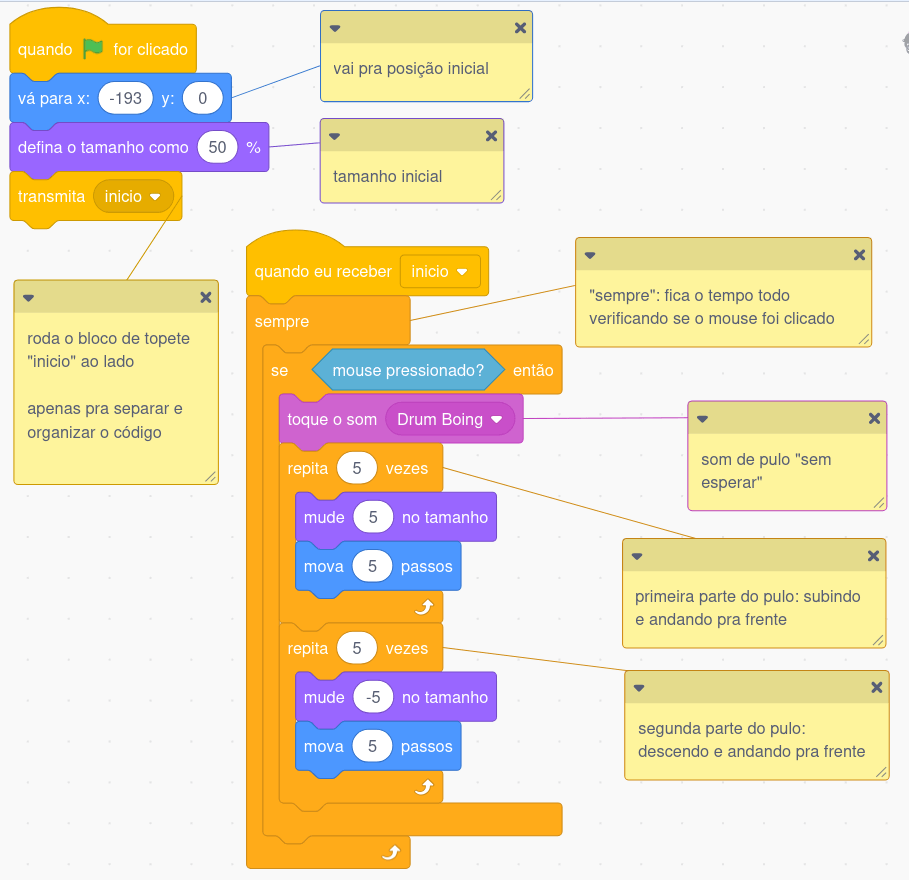 quando for clicado
vá para x: -193 y: 0
defina o tamanho como 50 %
transmita inicio
vai pra posição inicial
tamanho inicial
roda o bloco de topete
"inicio" ao lado
apenas pra separar e
organizar o código
quando eu receber inicio
sempre
se mouse pressionado? então
toque o som Drum Boing
repita 5 vezes
mude 5 no tamanho
mova 5 passos
repita 5 vezes
mude -5 no tamanho
mova 5 passos
"sempre": fica o tempo todo
verificando se o mouse foi clicado
som de pulo "sem
esperar"
primeira parte do pulo: subindo
e andando pra frente
segunda parte do pulo:
descendo e andando pra frente